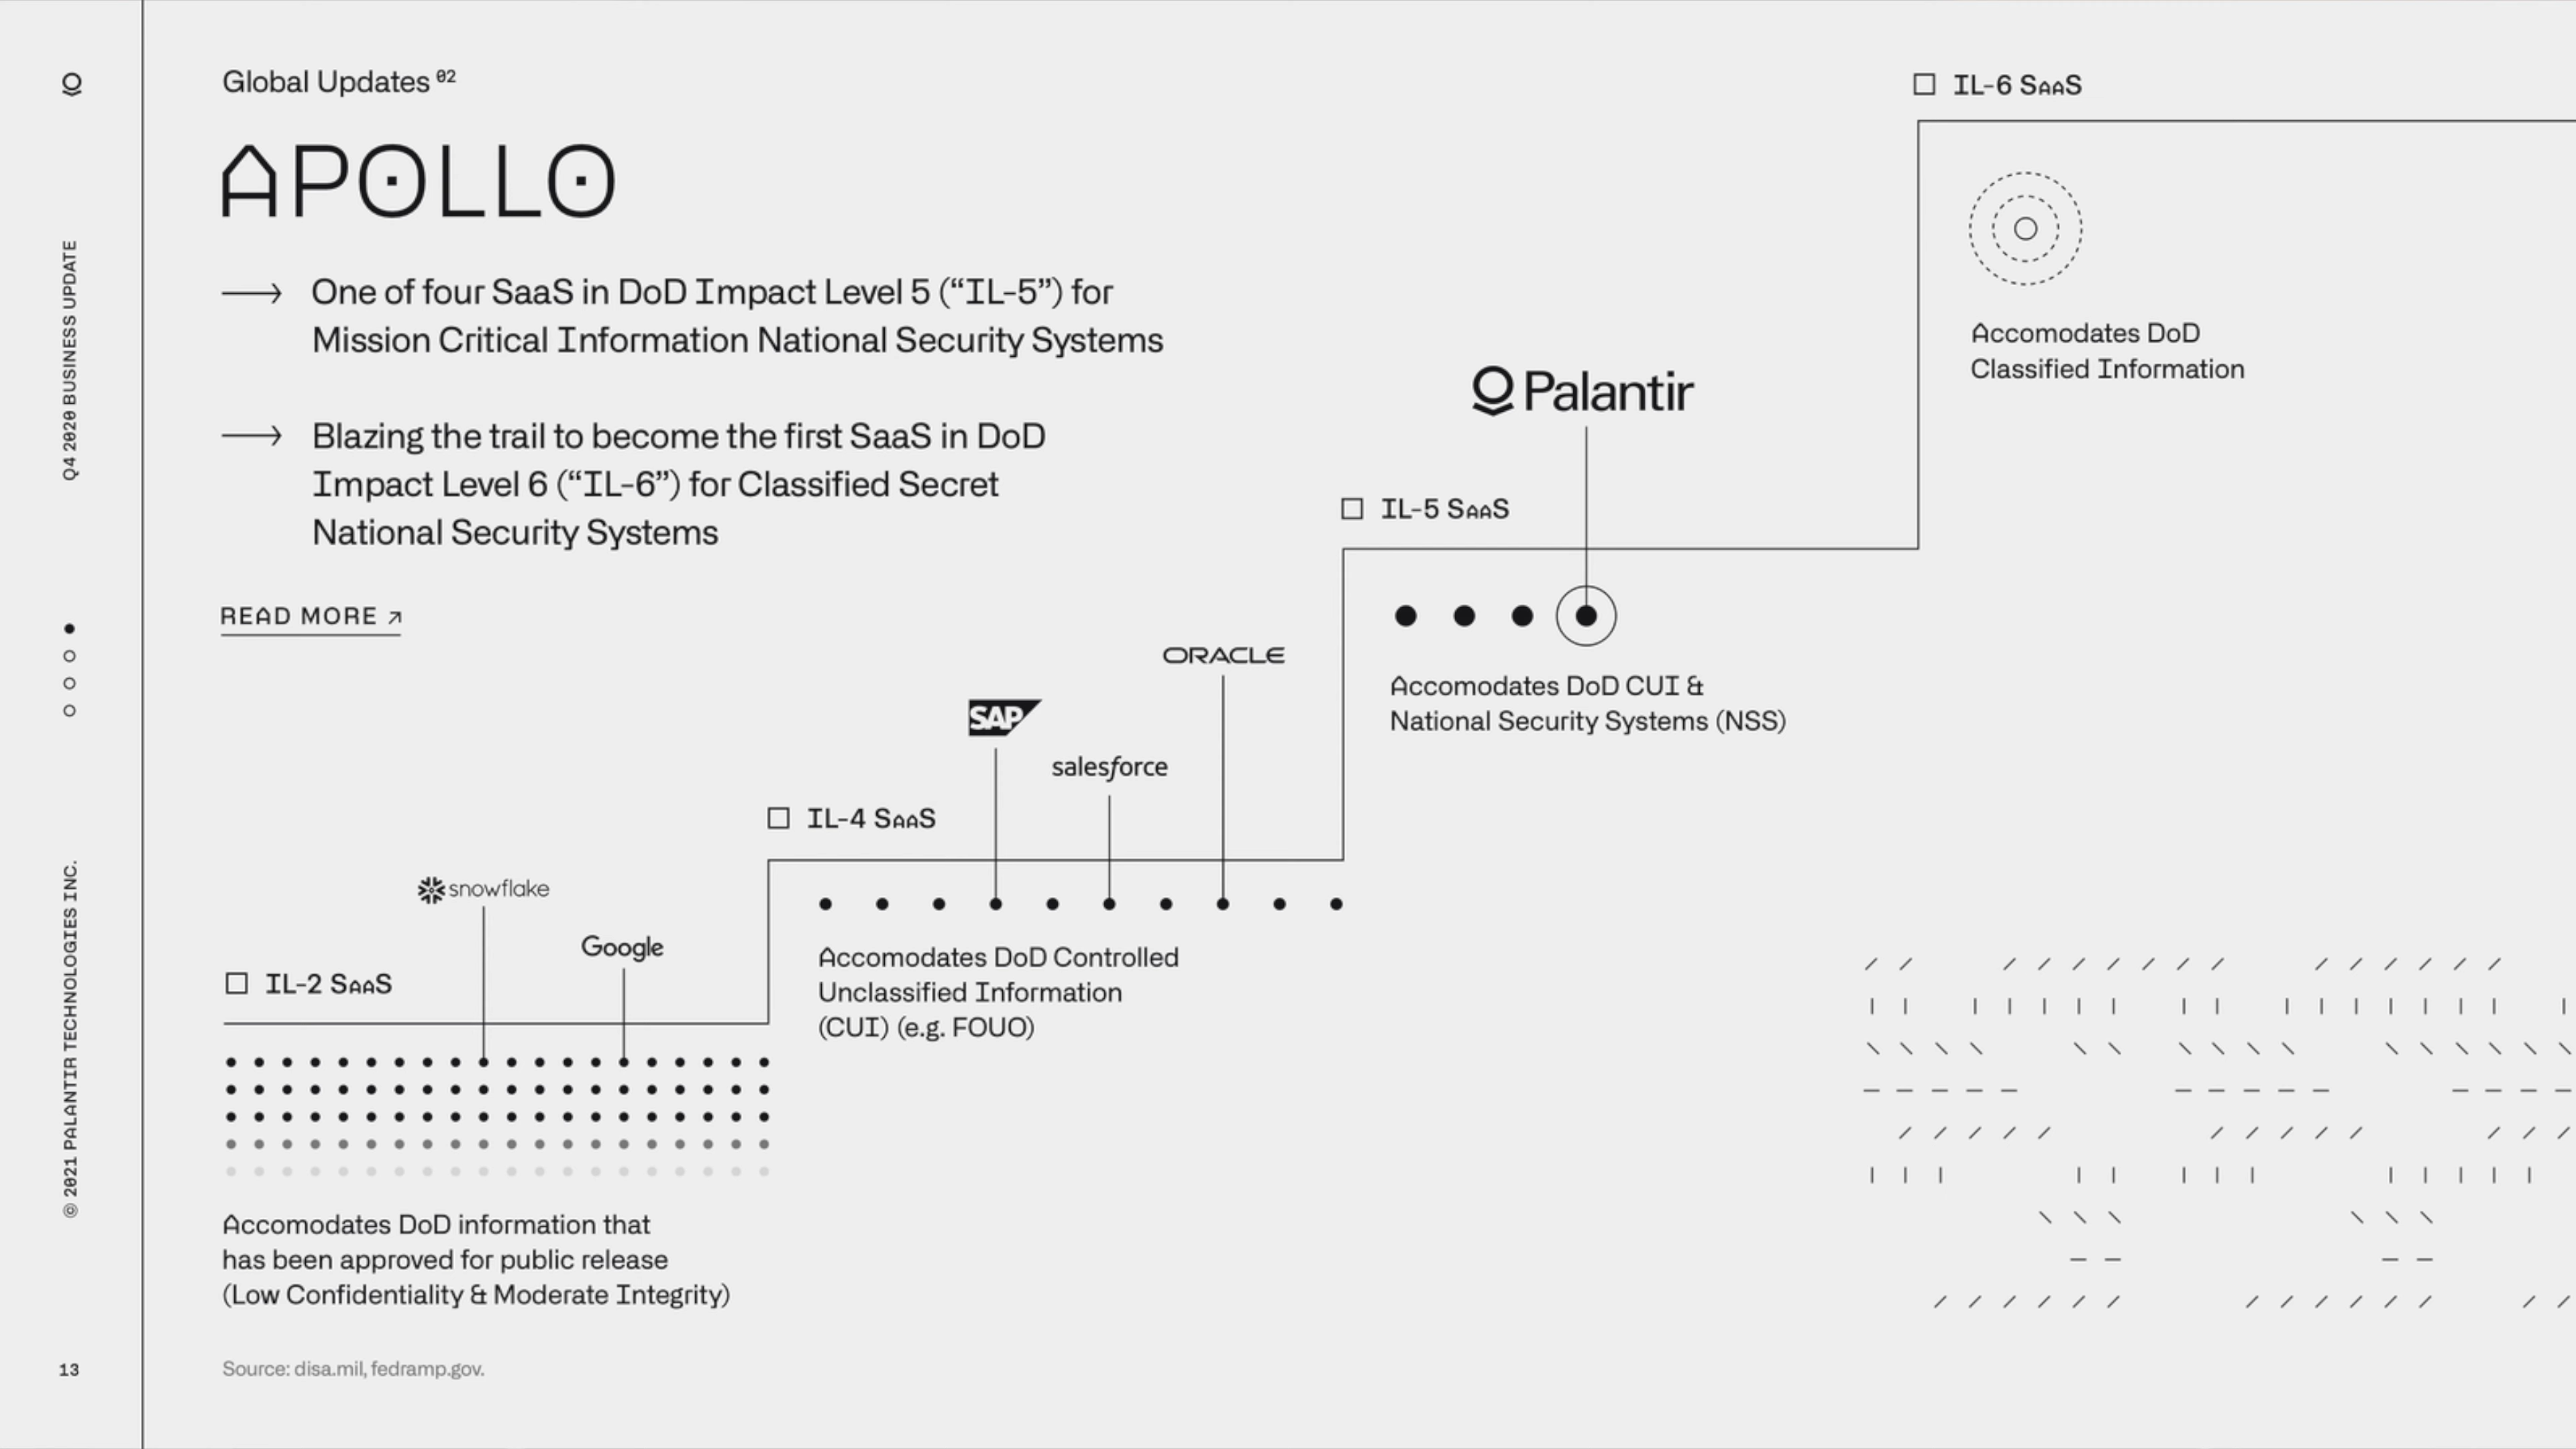 Global Updates 02
APOLLO
One of four SaaS in DoD Impact Level 5 (“IL-5”) for
Mission Critical Information National Security Systems
Blazing the trail to become the first SaaS in DoD
Impact Level 6 (“IL-6”) for Classified Secret
National Security Systems
READ MORE ↗
Q4 2020 BUSINESS UPDATE
© 2021 PALANTIR TECHNOLOGIES INC.
13
IL-2 SAAS
snowflake
Google
Accomodates DoD information that
has been approved for public release
(Low Confidentiality & Moderate Integrity)
IL-4 SAAS
SAP
salesforce
ORACLE
Accomodates DoD Controlled
Unclassified Information
(CUI) (e.g. FOUO)
IL-5 SAAS
Palantir
Accomodates DoD CUI &
National Security Systems (NSS)
IL-6 SAAS
Accomodates DoD
Classified Information
Source: disa.mil, fedramp.gov.